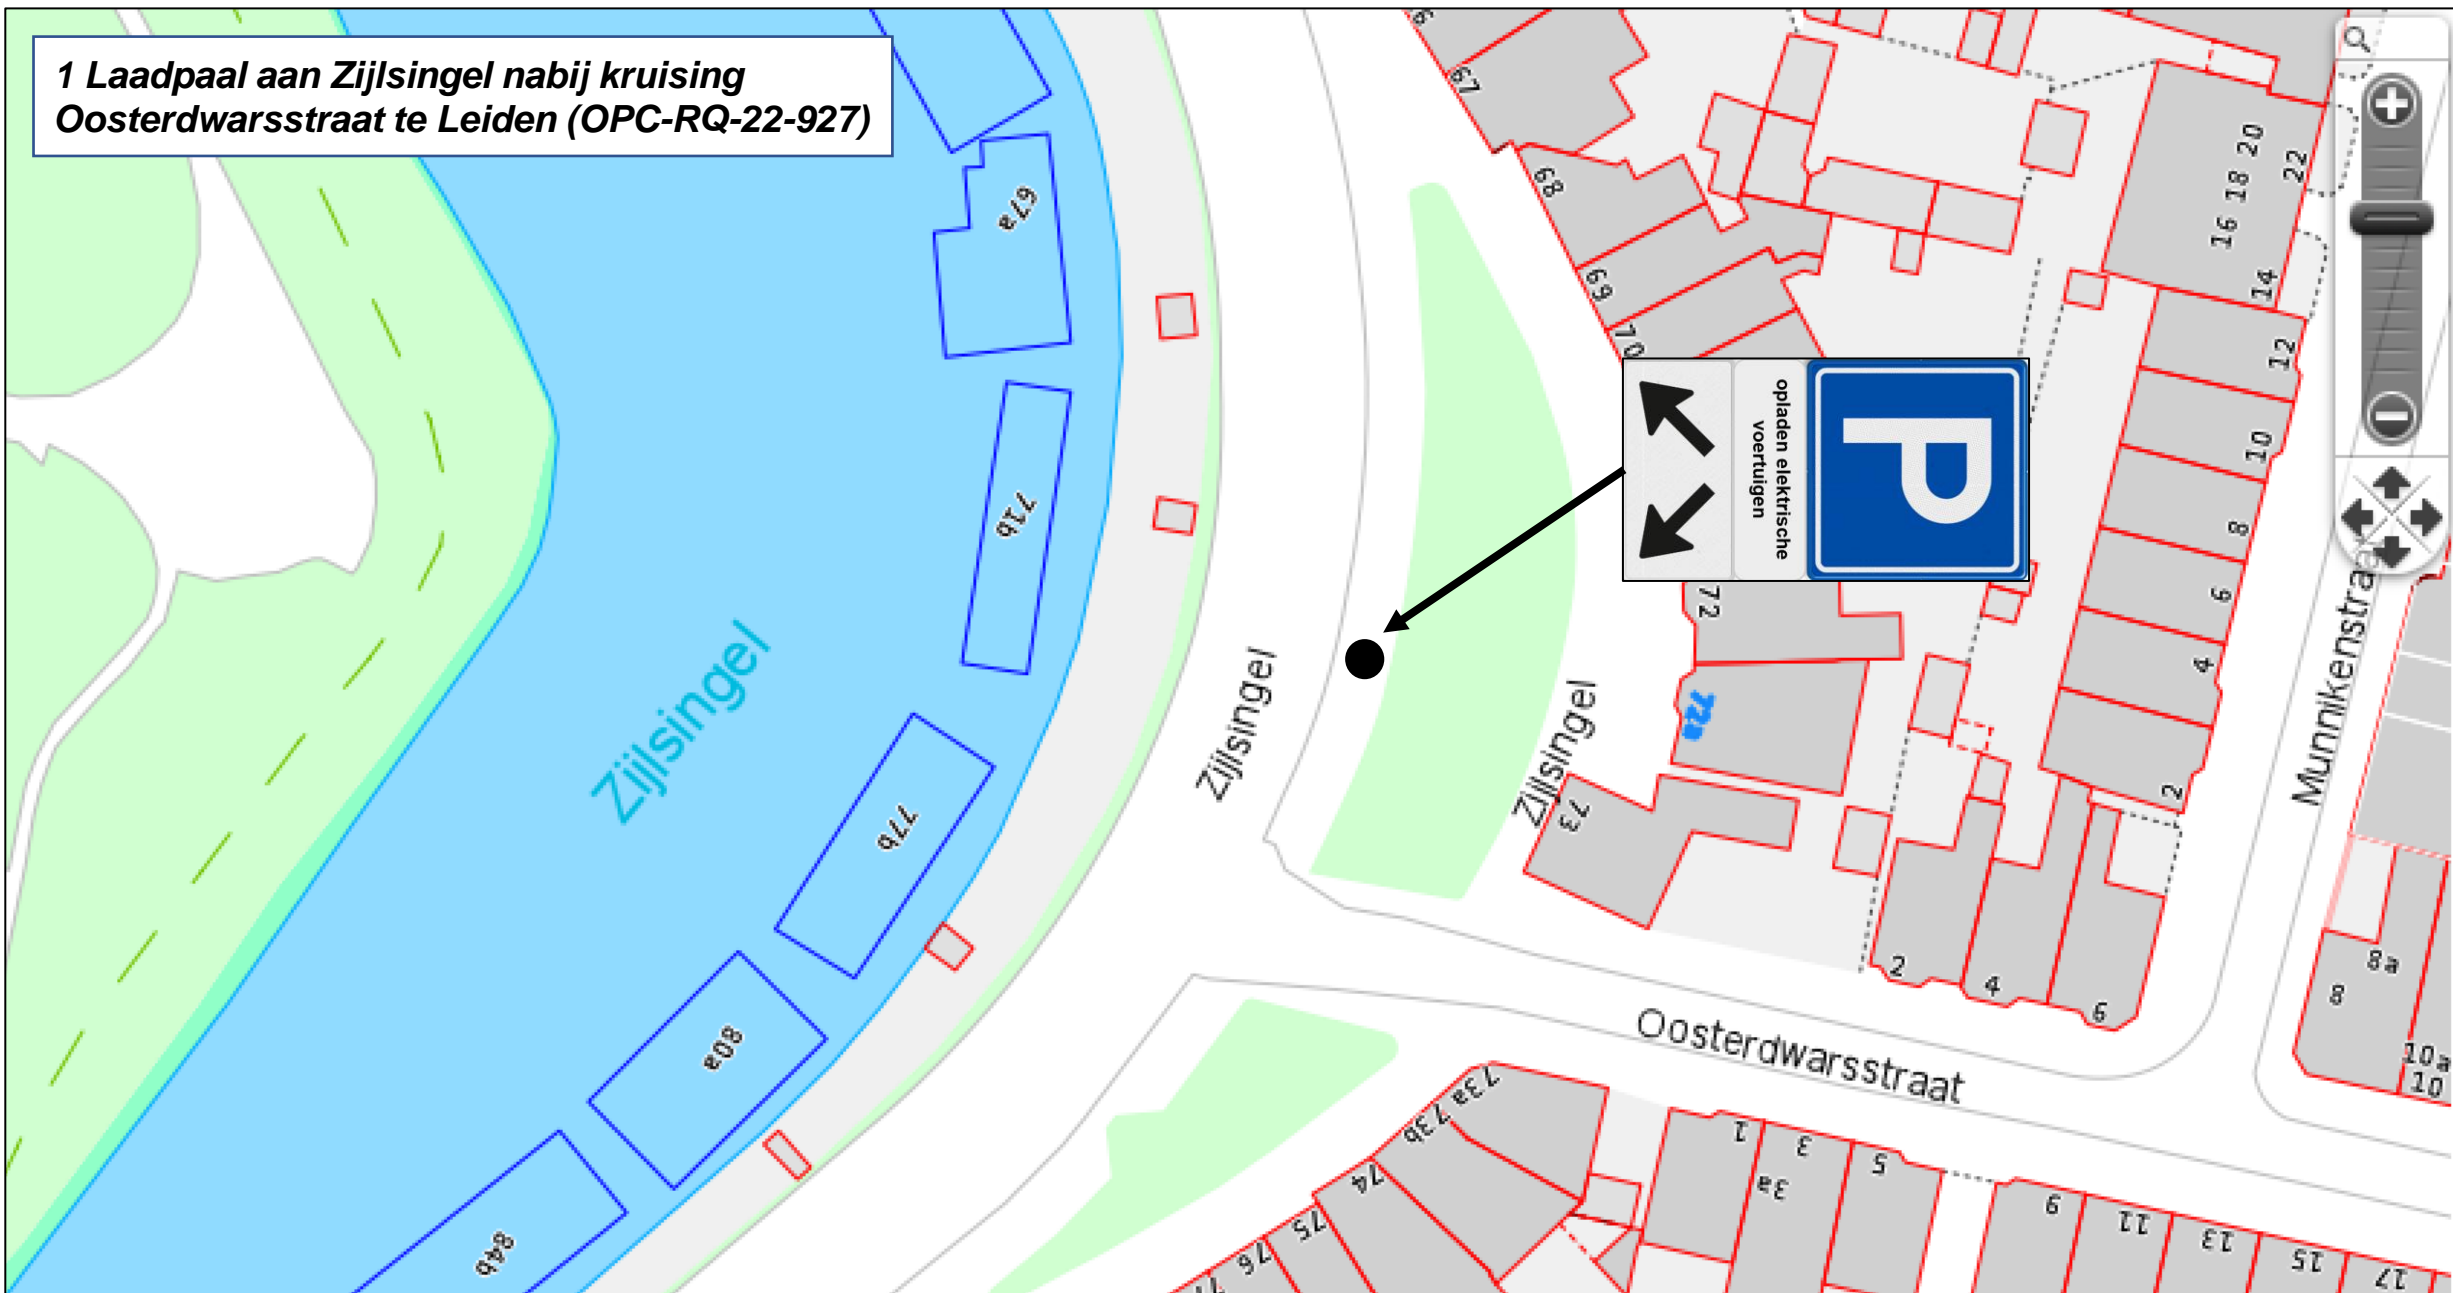 1 Laadpaal aan Zijlsingel nabij kruising
Oosterdwarsstraat te Leiden (OPC-RQ-22-927)
67
68
69
70
67a
71b
77b
80a
84b
Zijlsingel
Zijlsingel
Zijlsingel
P
opladen elektrische
voertuigen
72
72a
73
20
18
16
22
14
12
10
8
6
4
2
Munnikenstraat
2
4
6
8a
8
10a
10
Oosterdwarsstraat
73a
73b
74
75
76
1
3
3a
5
9
11
13
15
17